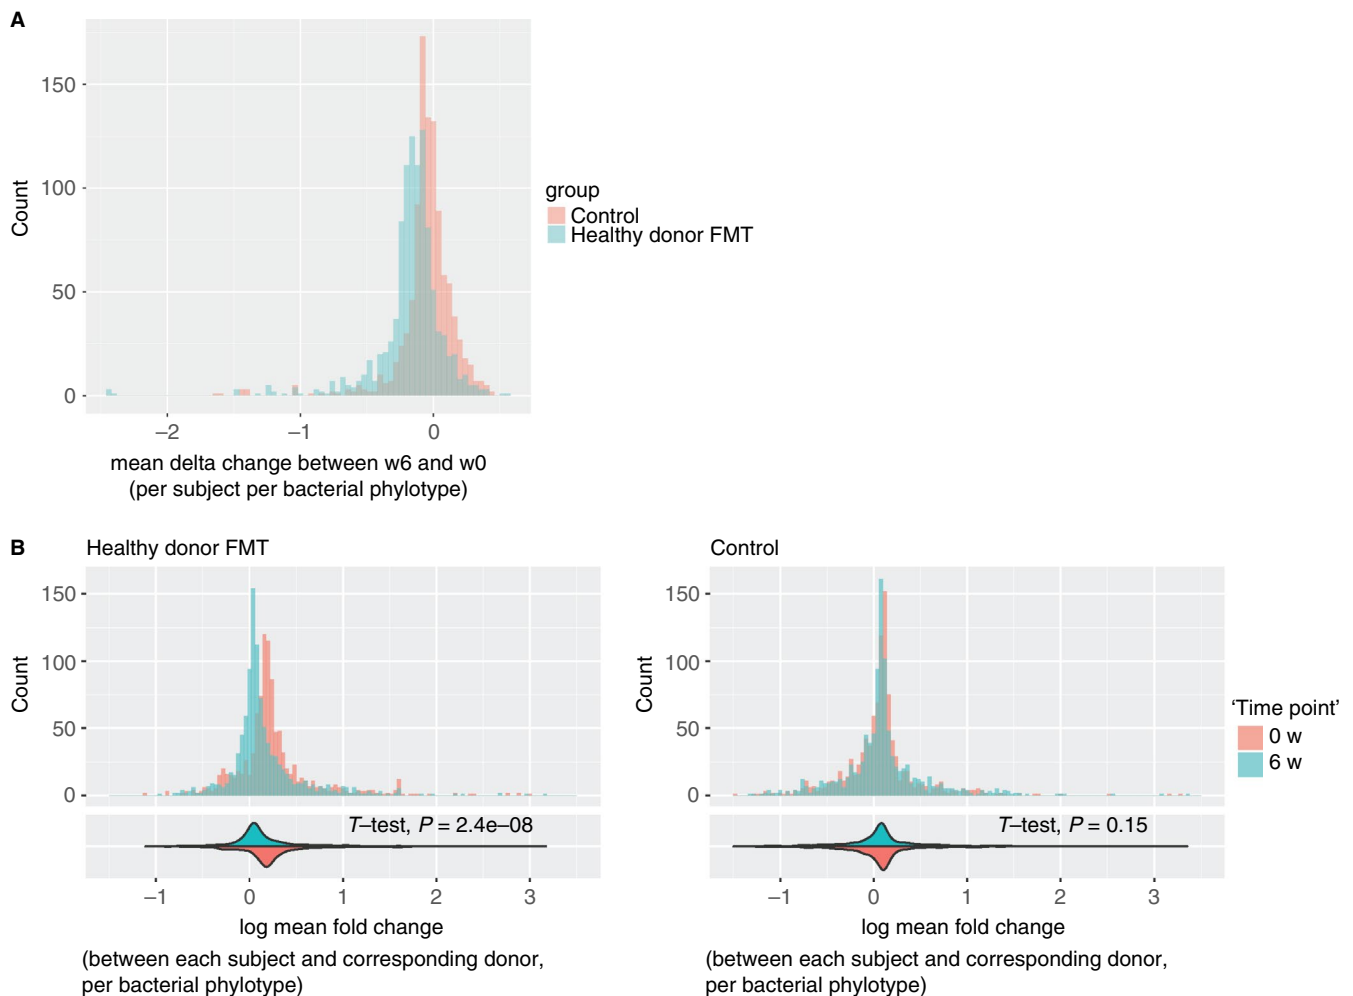 A
150
100
50
0
Count
−2 −1 0
mean delta change between w6 and w0
(per subject per bacterial phylotype)
group
Control
Healthy donor FMT
B
Healthy donor FMT
150
100
50
0
Count
T–test, P = 2.4e–08
−1 0 1 2 3
log mean fold change
(between each subject and corresponding donor,
per bacterial phylotype)
Control
150
100
50
0
Count
T–test, P = 0.15
−1 0 1 2 3
log mean fold change
(between each subject and corresponding donor,
per bacterial phylotype)
‘Time point’
0 w
6 w